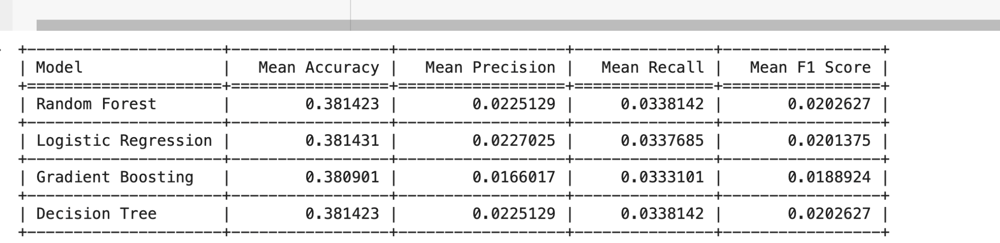 +---------------------+-----------------+------------------+---------------+-----------------+
| Model               |   Mean Accuracy |   Mean Precision |   Mean Recall |   Mean F1 Score |
+=====================+=================+==================+===============+=================+
| Random Forest       |        0.381423 |        0.0225129 |     0.0338142 |       0.0202627 |
+---------------------+-----------------+------------------+---------------+-----------------+
| Logistic Regression |        0.381431 |        0.0227025 |     0.0337685 |       0.0201375 |
+---------------------+-----------------+------------------+---------------+-----------------+
| Gradient Boosting   |        0.380901 |        0.0166017 |     0.0333101 |       0.0188924 |
+---------------------+-----------------+------------------+---------------+-----------------+
| Decision Tree       |        0.381423 |        0.0225129 |     0.0338142 |       0.0202627 |
+---------------------+-----------------+------------------+---------------+-----------------+